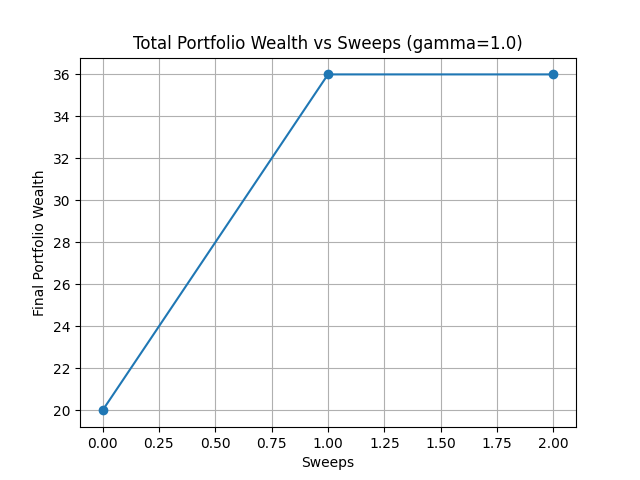 Total Portfolio Wealth vs Sweeps (gamma=1.0)
Final Portfolio Wealth
36
34
32
30
28
26
24
22
20
0.00 0.25 0.50 0.75 1.00 1.25 1.50 1.75 2.00
Sweeps